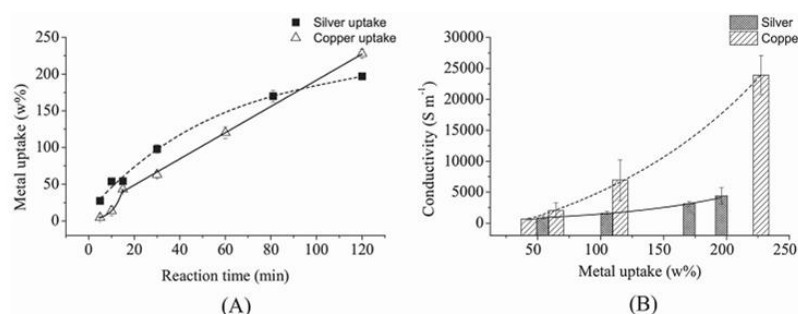 Silver uptake
Copper uptake
Metal uptake (w%)
250
200
150
100
50
0
0 20 40 60 80 100 120
Reaction time (min)
(A)
Silver
Copper
Conductivity (S m⁻¹)
30000
25000
20000
15000
10000
5000
0
50 100 150 200 250
Metal uptake (w%)
(B)